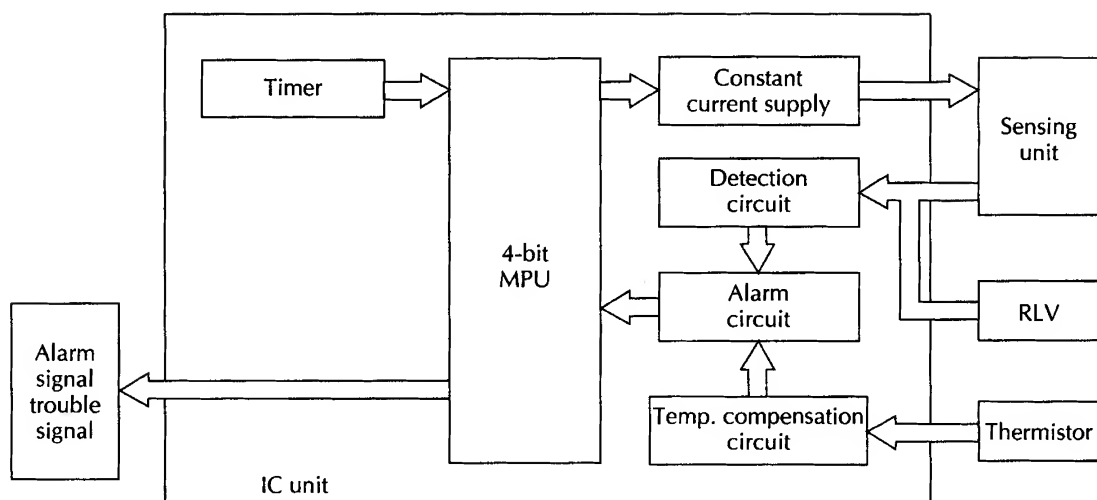 Timer
4-bit
MPU
Constant
current supply
Sensing
unit
Detection
circuit
Alarm
circuit
RLV
Alarm
signal
trouble
signal
Temp. compensation
circuit
Thermistor
IC unit